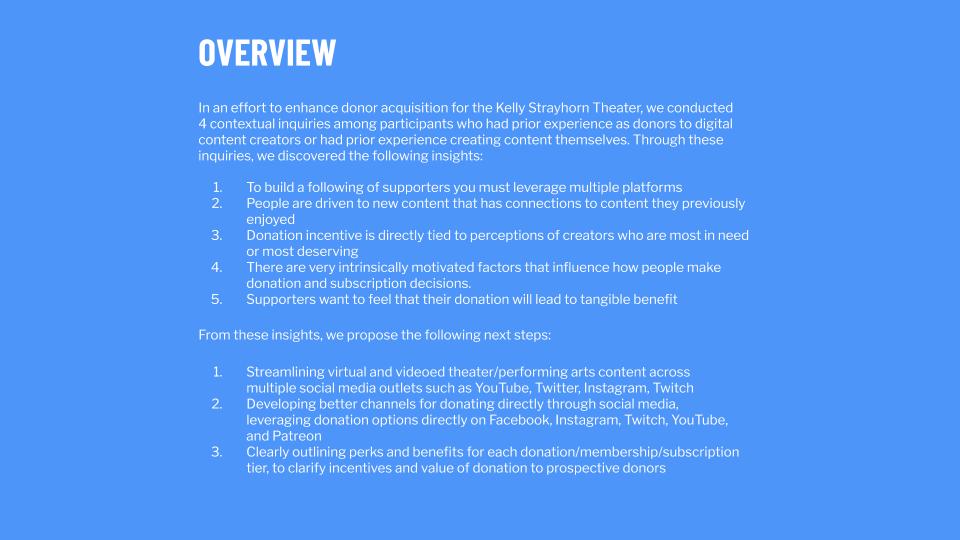 OVERVIEW
In an effort to enhance donor acquisition for the Kelly Strayhorn Theater, we conducted
4 contextual inquiries among participants who had prior experience as donors to digital
content creators or had prior experience creating content themselves. Through these
inquiries, we discovered the following insights:
1. To build a following of supporters you must leverage multiple platforms
2. People are driven to new content that has connections to content they previously
enjoyed
3. Donation incentive is directly tied to perceptions of creators who are most in need
or most deserving
4. There are very intrinsically motivated factors that influence how people make
donation and subscription decisions.
5. Supporters want to feel that their donation will lead to tangible benefit
From these insights, we propose the following next steps:
1. Streamlining virtual and videoed theater/performing arts content across
multiple social media outlets such as YouTube, Twitter, Instagram, Twitch
2. Developing better channels for donating directly through social media,
leveraging donation options directly on Facebook, Instagram, Twitch, YouTube,
and Patreon
3. Clearly outlining perks and benefits for each donation/membership/subscription
tier, to clarify incentives and value of donation to prospective donors